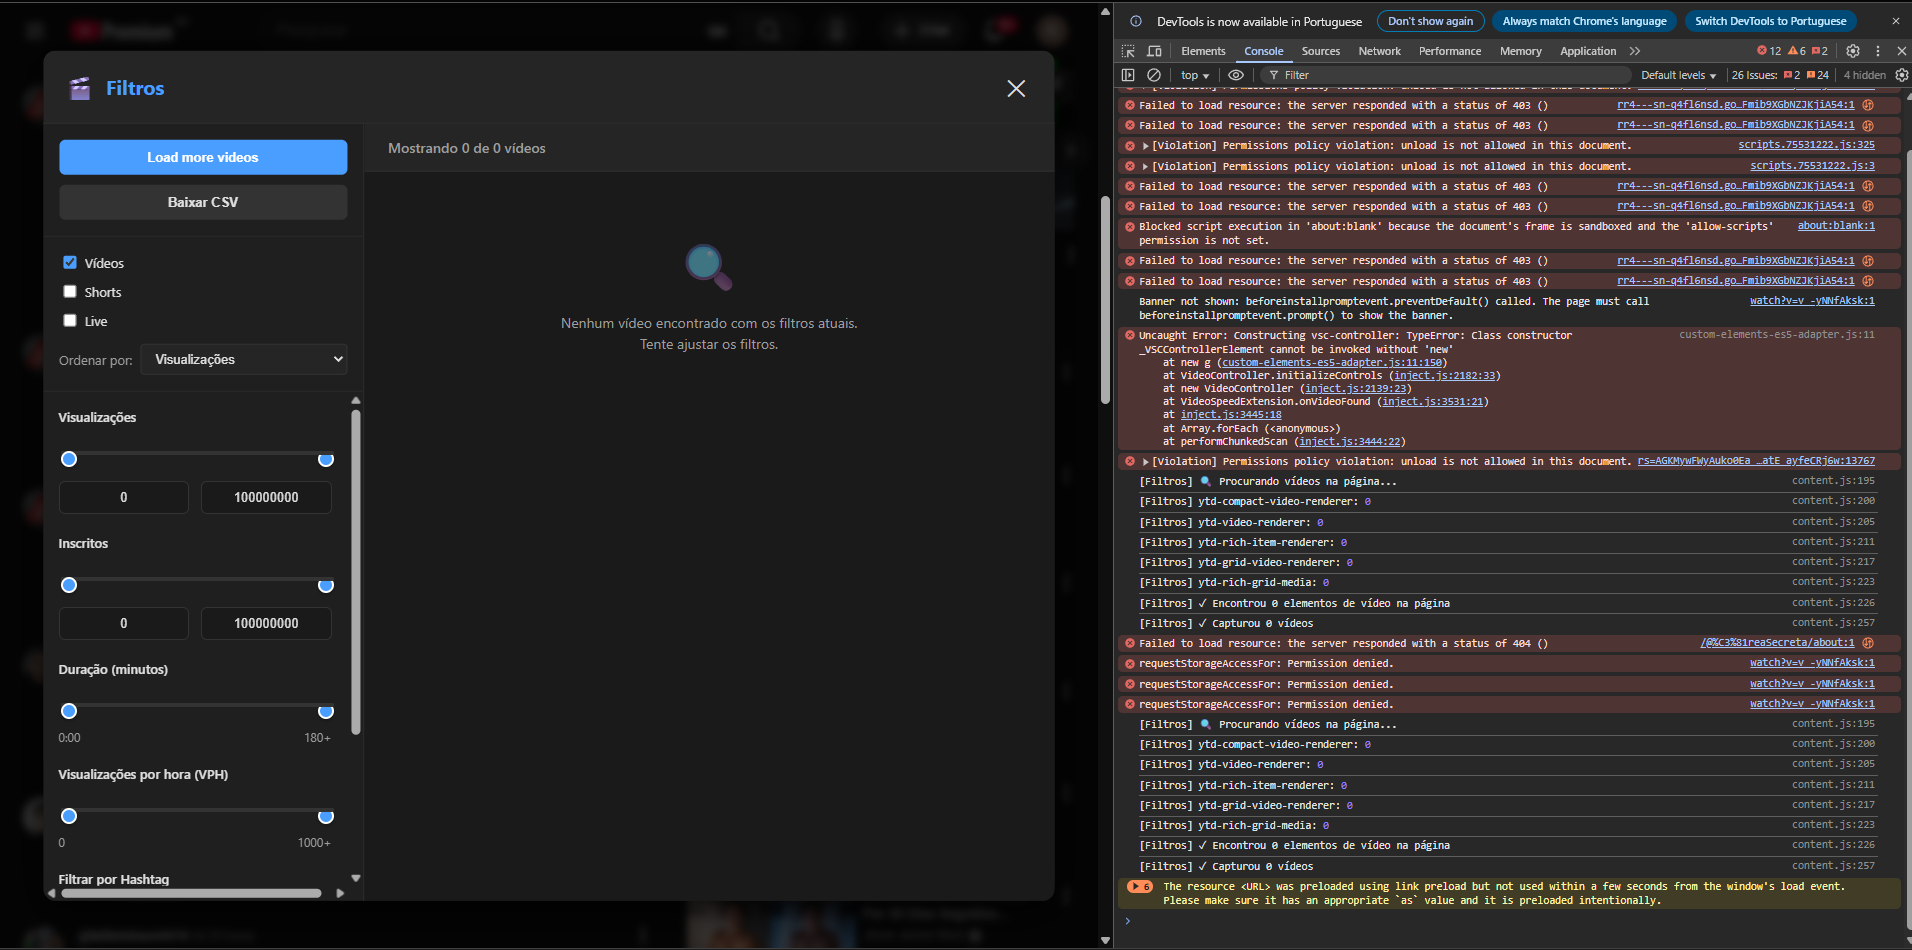 Filtros
Load more videos
Baixar CSV
Vídeos
Shorts
Live
Ordenar por:
Visualizações
Visualizações
0
100000000
Inscritos
0
100000000
Duração (minutos)
0:00
180+
Visualizações por hora (VPH)
0
1000+
Filtrar por Hashtag
Mostrando 0 de 0 vídeos
Nenhum vídeo encontrado com os filtros atuais.
Tente ajustar os filtros.
DevTools is now available in Portuguese
Don't show again
Always match Chrome's language
Switch DevTools to Portuguese
Elements Console Sources Network Performance Memory Application
12 6 2
top
Filter
Default levels
26 Issues: 2 24
4 hidden
Failed to load resource: the server responded with a status of 403 () rr4---sn-q4fl6nsd.go…Fmib9XGbNZJKjiA54:1
Failed to load resource: the server responded with a status of 403 () rr4---sn-q4fl6nsd.go…Fmib9XGbNZJKjiA54:1
[Violation] Permissions policy violation: unload is not allowed in this document. scripts.75531222.js:325
[Violation] Permissions policy violation: unload is not allowed in this document. scripts.75531222.js:3
Failed to load resource: the server responded with a status of 403 () rr4---sn-q4fl6nsd.go…Fmib9XGbNZJKjiA54:1
Failed to load resource: the server responded with a status of 403 () rr4---sn-q4fl6nsd.go…Fmib9XGbNZJKjiA54:1
Blocked script execution in 'about:blank' because the document's frame is sandboxed and the 'allow-scripts' about:blank:1
permission is not set.
Failed to load resource: the server responded with a status of 403 () rr4---sn-q4fl6nsd.go…Fmib9XGbNZJKjiA54:1
Failed to load resource: the server responded with a status of 403 () rr4---sn-q4fl6nsd.go…Fmib9XGbNZJKjiA54:1
Banner not shown: beforeinstallpromptevent.preventDefault() called. The page must call watch?v=v_-yNNfAksk:1
beforeinstallpromptevent.prompt() to show the banner.
Uncaught Error: Constructing vsc-controller: TypeError: Class constructor custom-elements-es5-adapter.js:11
_VSCControllerElement cannot be invoked without 'new'
at new g (custom-elements-es5-adapter.js:11:150)
at VideoController.initializeControls (inject.js:2182:33)
at new VideoController (inject.js:2139:23)
at VideoSpeedExtension.onVideoFound (inject.js:3531:21)
at inject.js:3445:18
at Array.forEach (<anonymous>)
at performChunkedScan (inject.js:3444:22)
[Violation] Permissions policy violation: unload is not allowed in this document. rs=AGKMywFWyAuko0Ea_…atE_ayfeCRj6w:13767
[Filtros] 🔍 Procurando vídeos na página... content.js:195
[Filtros] ytd-compact-video-renderer: 0 content.js:200
[Filtros] ytd-video-renderer: 0 content.js:205
[Filtros] ytd-rich-item-renderer: 0 content.js:211
[Filtros] ytd-grid-video-renderer: 0 content.js:217
[Filtros] ytd-rich-grid-media: 0 content.js:223
[Filtros] ✓ Encontrou 0 elementos de vídeo na página content.js:226
[Filtros] ✓ Capturou 0 vídeos content.js:257
Failed to load resource: the server responded with a status of 404 () /@%C3%81reaSecreta/about:1
requestStorageAccessFor: Permission denied. watch?v=v_-yNNfAksk:1
requestStorageAccessFor: Permission denied. watch?v=v_-yNNfAksk:1
requestStorageAccessFor: Permission denied. watch?v=v_-yNNfAksk:1
[Filtros] 🔍 Procurando vídeos na página... content.js:195
[Filtros] ytd-compact-video-renderer: 0 content.js:200
[Filtros] ytd-video-renderer: 0 content.js:205
[Filtros] ytd-rich-item-renderer: 0 content.js:211
[Filtros] ytd-grid-video-renderer: 0 content.js:217
[Filtros] ytd-rich-grid-media: 0 content.js:223
[Filtros] ✓ Encontrou 0 elementos de vídeo na página content.js:226
[Filtros] ✓ Capturou 0 vídeos content.js:257
6 The resource <URL> was preloaded using link preload but not used within a few seconds from the window's load event.
Please make sure it has an appropriate `as` value and it is preloaded intentionally.